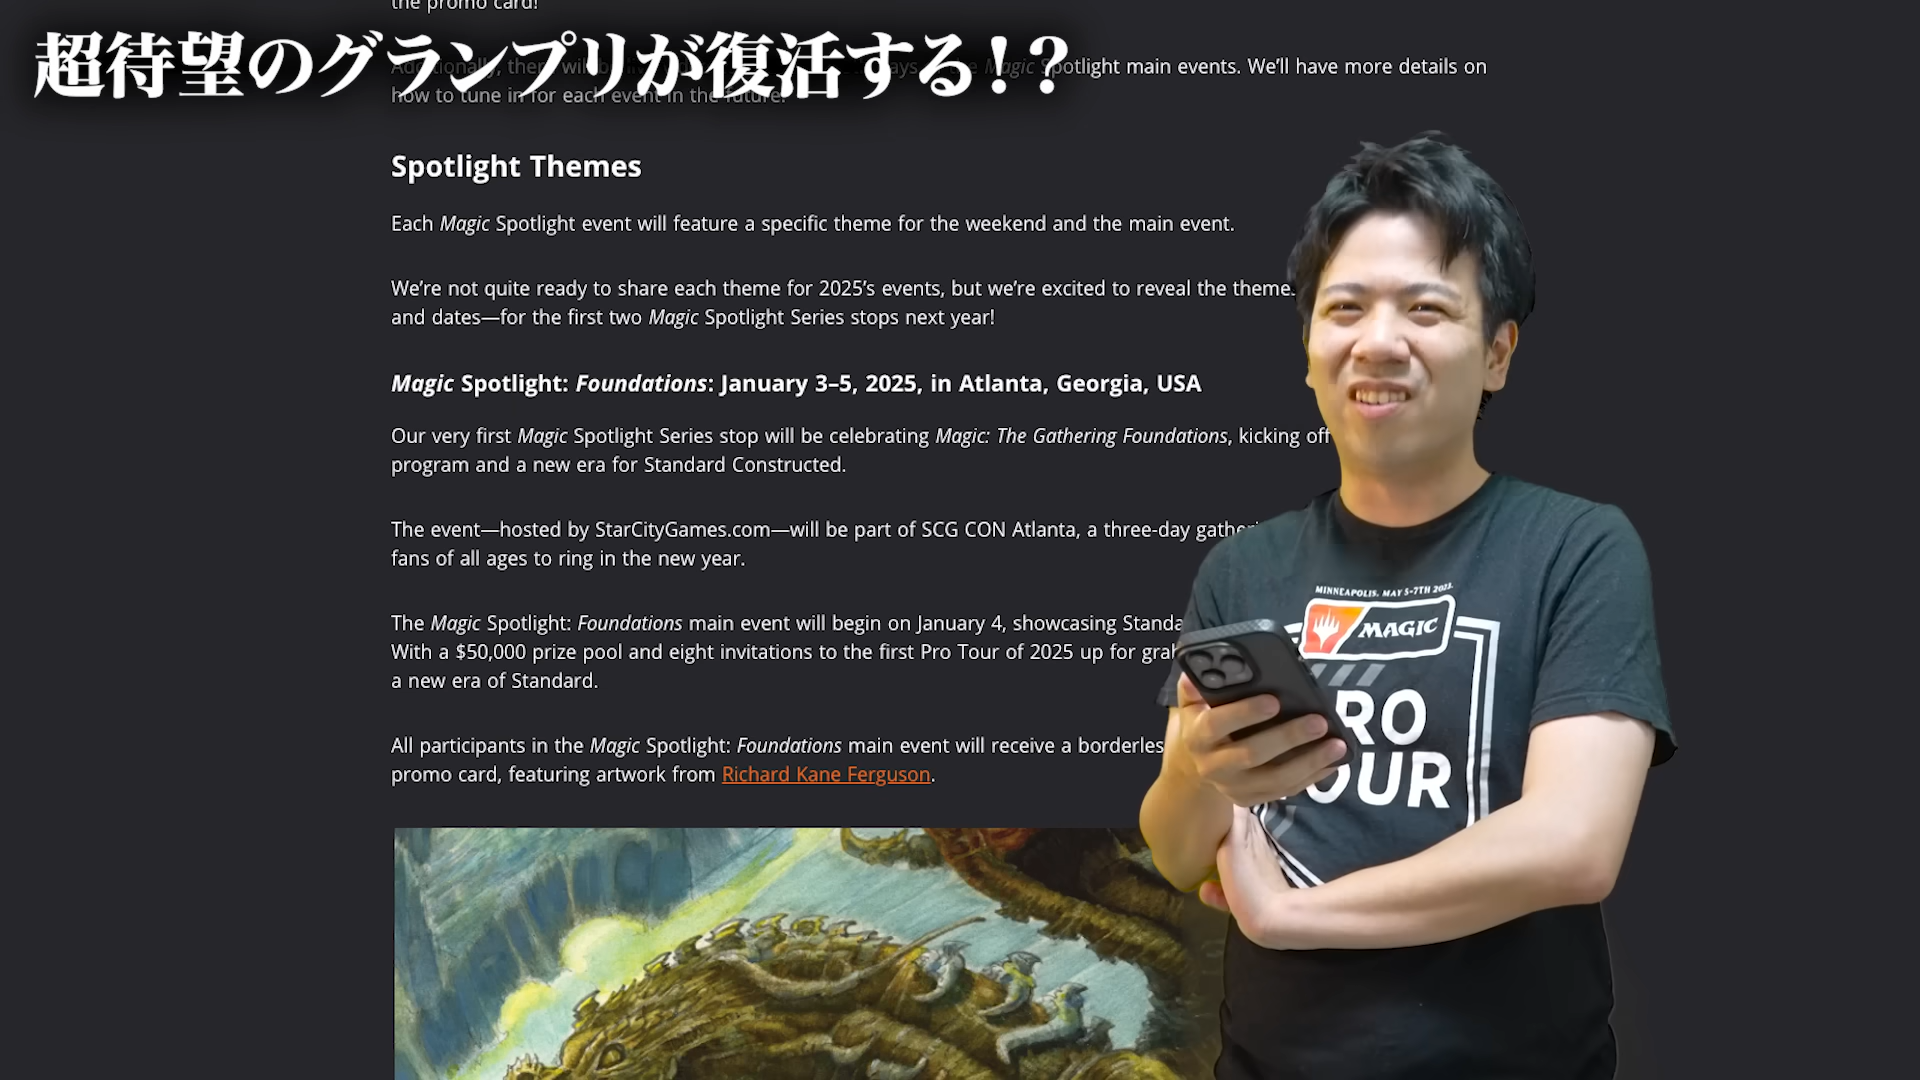 the promo card!
超待望のグランプリが復活する！？
Magic Spotlight main events. We’ll have more details on
how to tune in for each event in the future.
Spotlight Themes
Each Magic Spotlight event will feature a specific theme for the weekend and the main event.
We’re not quite ready to share each theme for 2025’s events, but we’re excited to reveal the theme
and dates—for the first two Magic Spotlight Series stops next year!
Magic Spotlight: Foundations: January 3–5, 2025, in Atlanta, Georgia, USA
Our very first Magic Spotlight Series stop will be celebrating Magic: The Gathering Foundations, kicking off
program and a new era for Standard Constructed.
The event—hosted by StarCityGames.com—will be part of SCG CON Atlanta, a three-day
fans of all ages to ring in the new year.
The Magic Spotlight: Foundations main event will begin on January 4, showcasing
With a $50,000 prize pool and eight invitations to the first Pro Tour of 2025 up for
a new era of Standard.
All participants in the Magic Spotlight: Foundations main event will receive a
promo card, featuring artwork from Richard Kane Ferguson.
MINNEAPOLIS, MAY 5-7TH 2023
MAGIC
RO
OUR